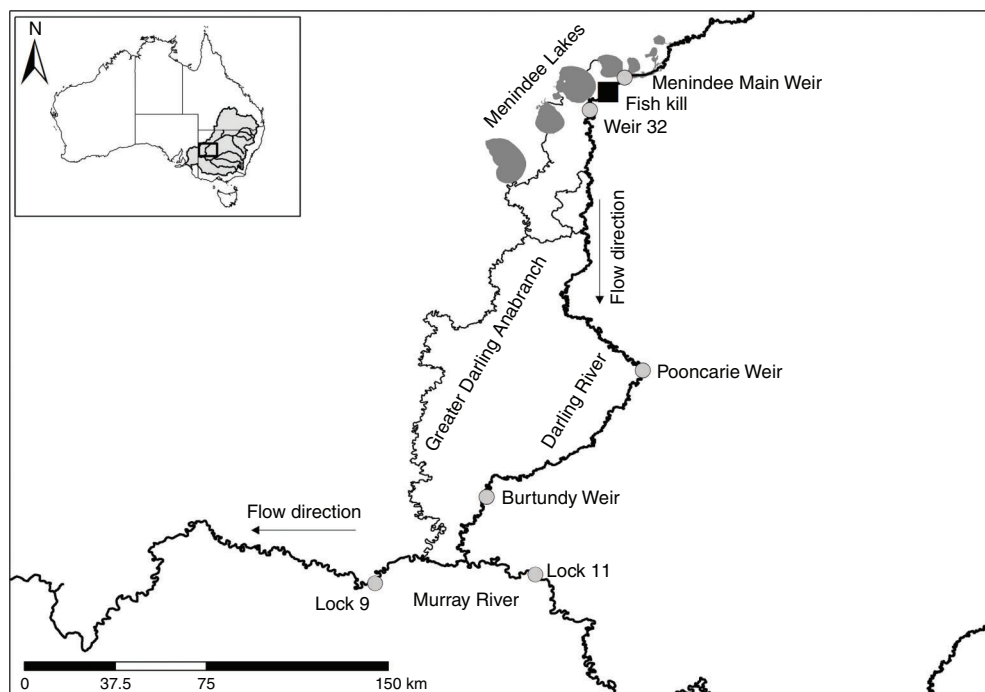 N
Menindee Lakes
Menindee Main Weir
Fish kill
Weir 32
Flow direction
Greater Darling Anabranch
Darling River
Pooncarie Weir
Burtundy Weir
Flow direction
Lock 11
Lock 9
Murray River
0 37.5 75 150 km